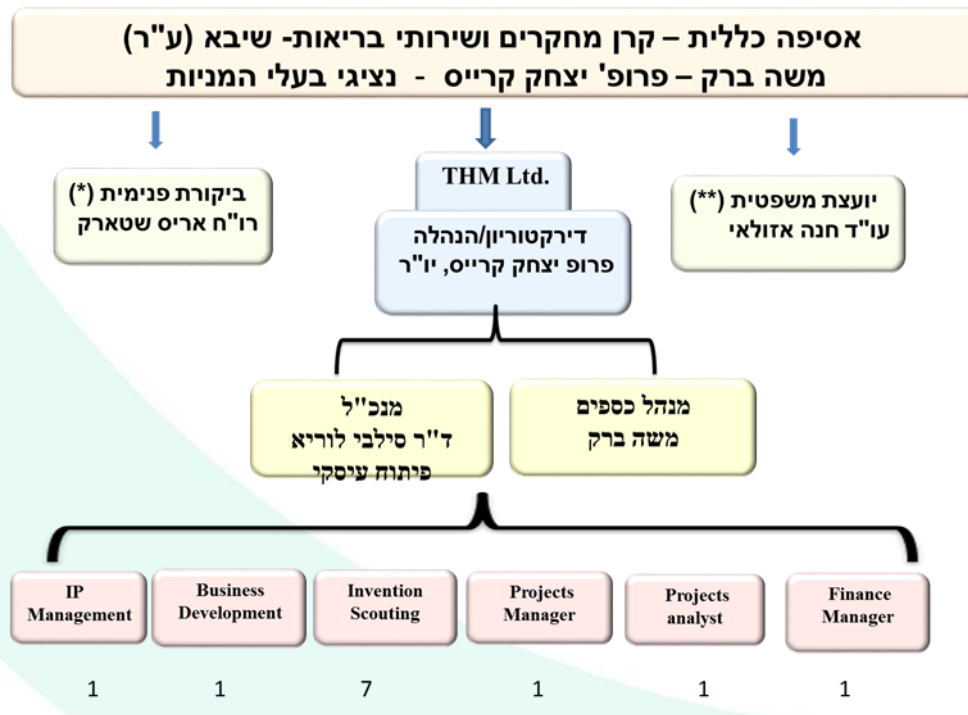 אסיפה כללית – קרן מחקרים ושירותי בריאות- שיבא (ע"ר)
משה ברק – פרופ' יצחק קרייס - נציגי בעלי המניות
יועצת משפטית (**)
עו"ד חנה אזולאי
THM Ltd.
דירקטוריון/הנהלה
פרופ יצחק קרייס, יו"ר
ביקורת פנימית (*)
רו"ח אריס שטארק
מנהל כספים
משה ברק
מנכ"ל
ד"ר סילבי לוריא
פיתוח עיסקי
IP
Management
Business
Development
Invention
Scouting
Projects
Manager
Projects
analyst
Finance
Manager
1
1
7
1
1
1